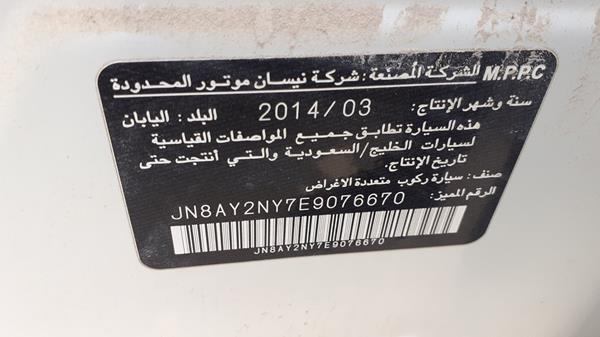 M.P.P.C الشركة المصنعة: شركة نيسان موتور المحدودة
سنة وشهر الإنتاج: 2014/03 البلد: اليابان
هذه السيارة تطابق جميع المواصفات القياسية
لسيارات الخليج/السعودية والتي أنتجت حتى
تاريخ الإنتاج.
صنف: سيارة ركوب متعددة الاغراض
الرقم المميز: JN8AY2NY7E9076670
JN8AY2NY7E9076670